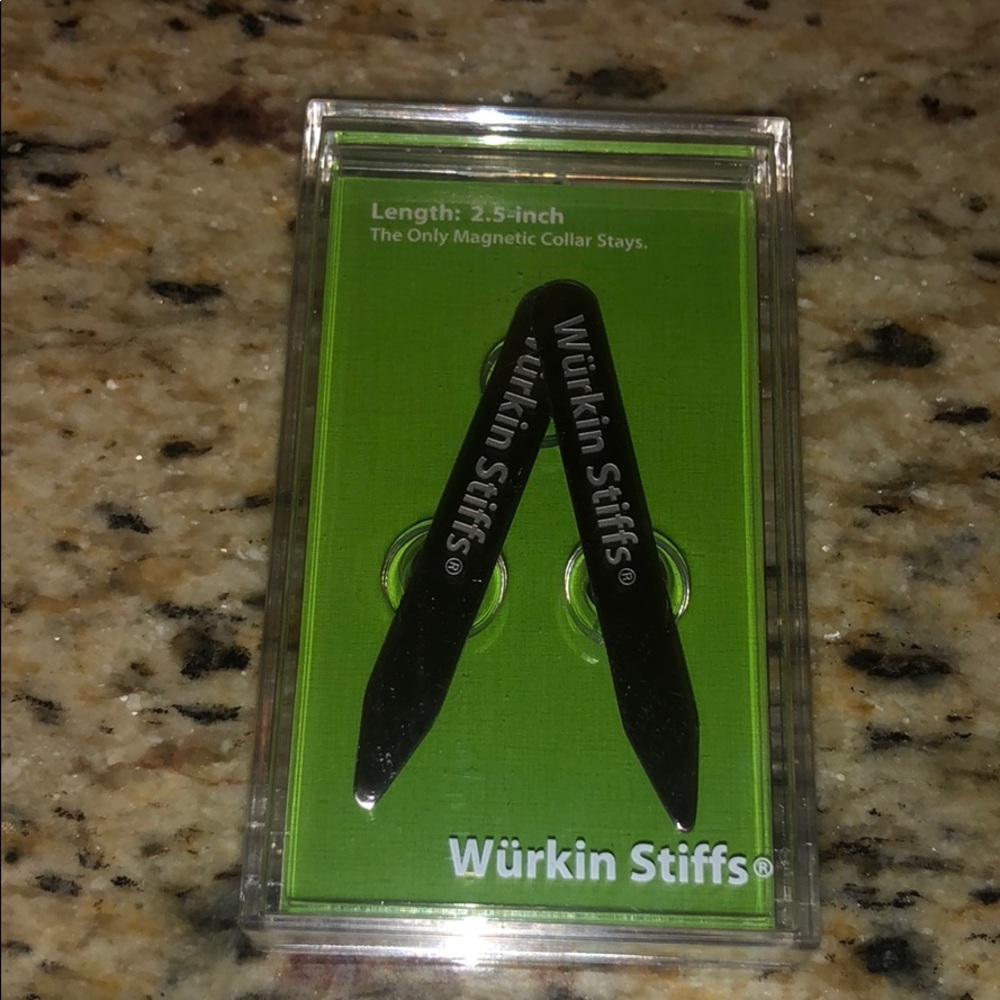 Length: 2.5-inch
The Only Magnetic Collar Stays.
Würkin Stiffs®
Würkin Stiffs®
Würkin Stiffs®